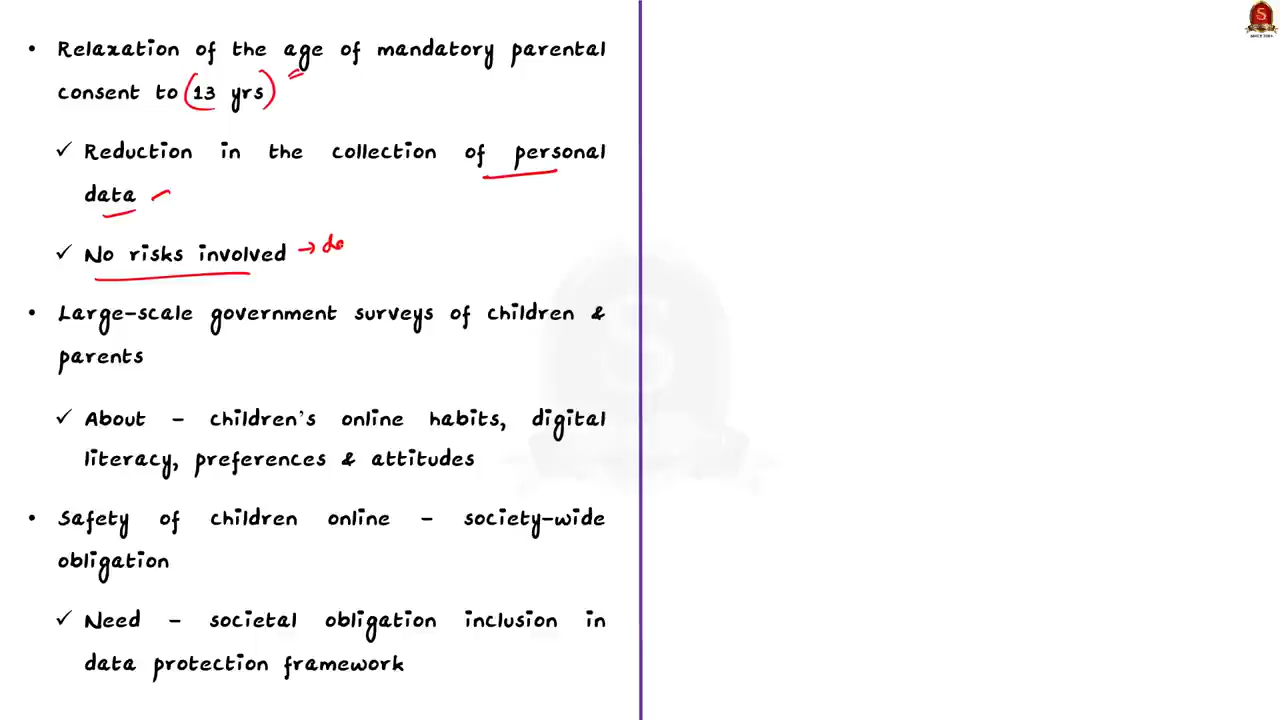 • Relaxation of the age of mandatory parental
consent to (13 yrs)
✓ Reduction in the collection of personal
data
✓ No risks involved → de
• Large-scale government surveys of children &
parents
✓ About – children's online habits, digital
literacy, preferences & attitudes
• Safety of children online – society-wide
obligation
✓ Need – societal obligation inclusion in
data protection framework